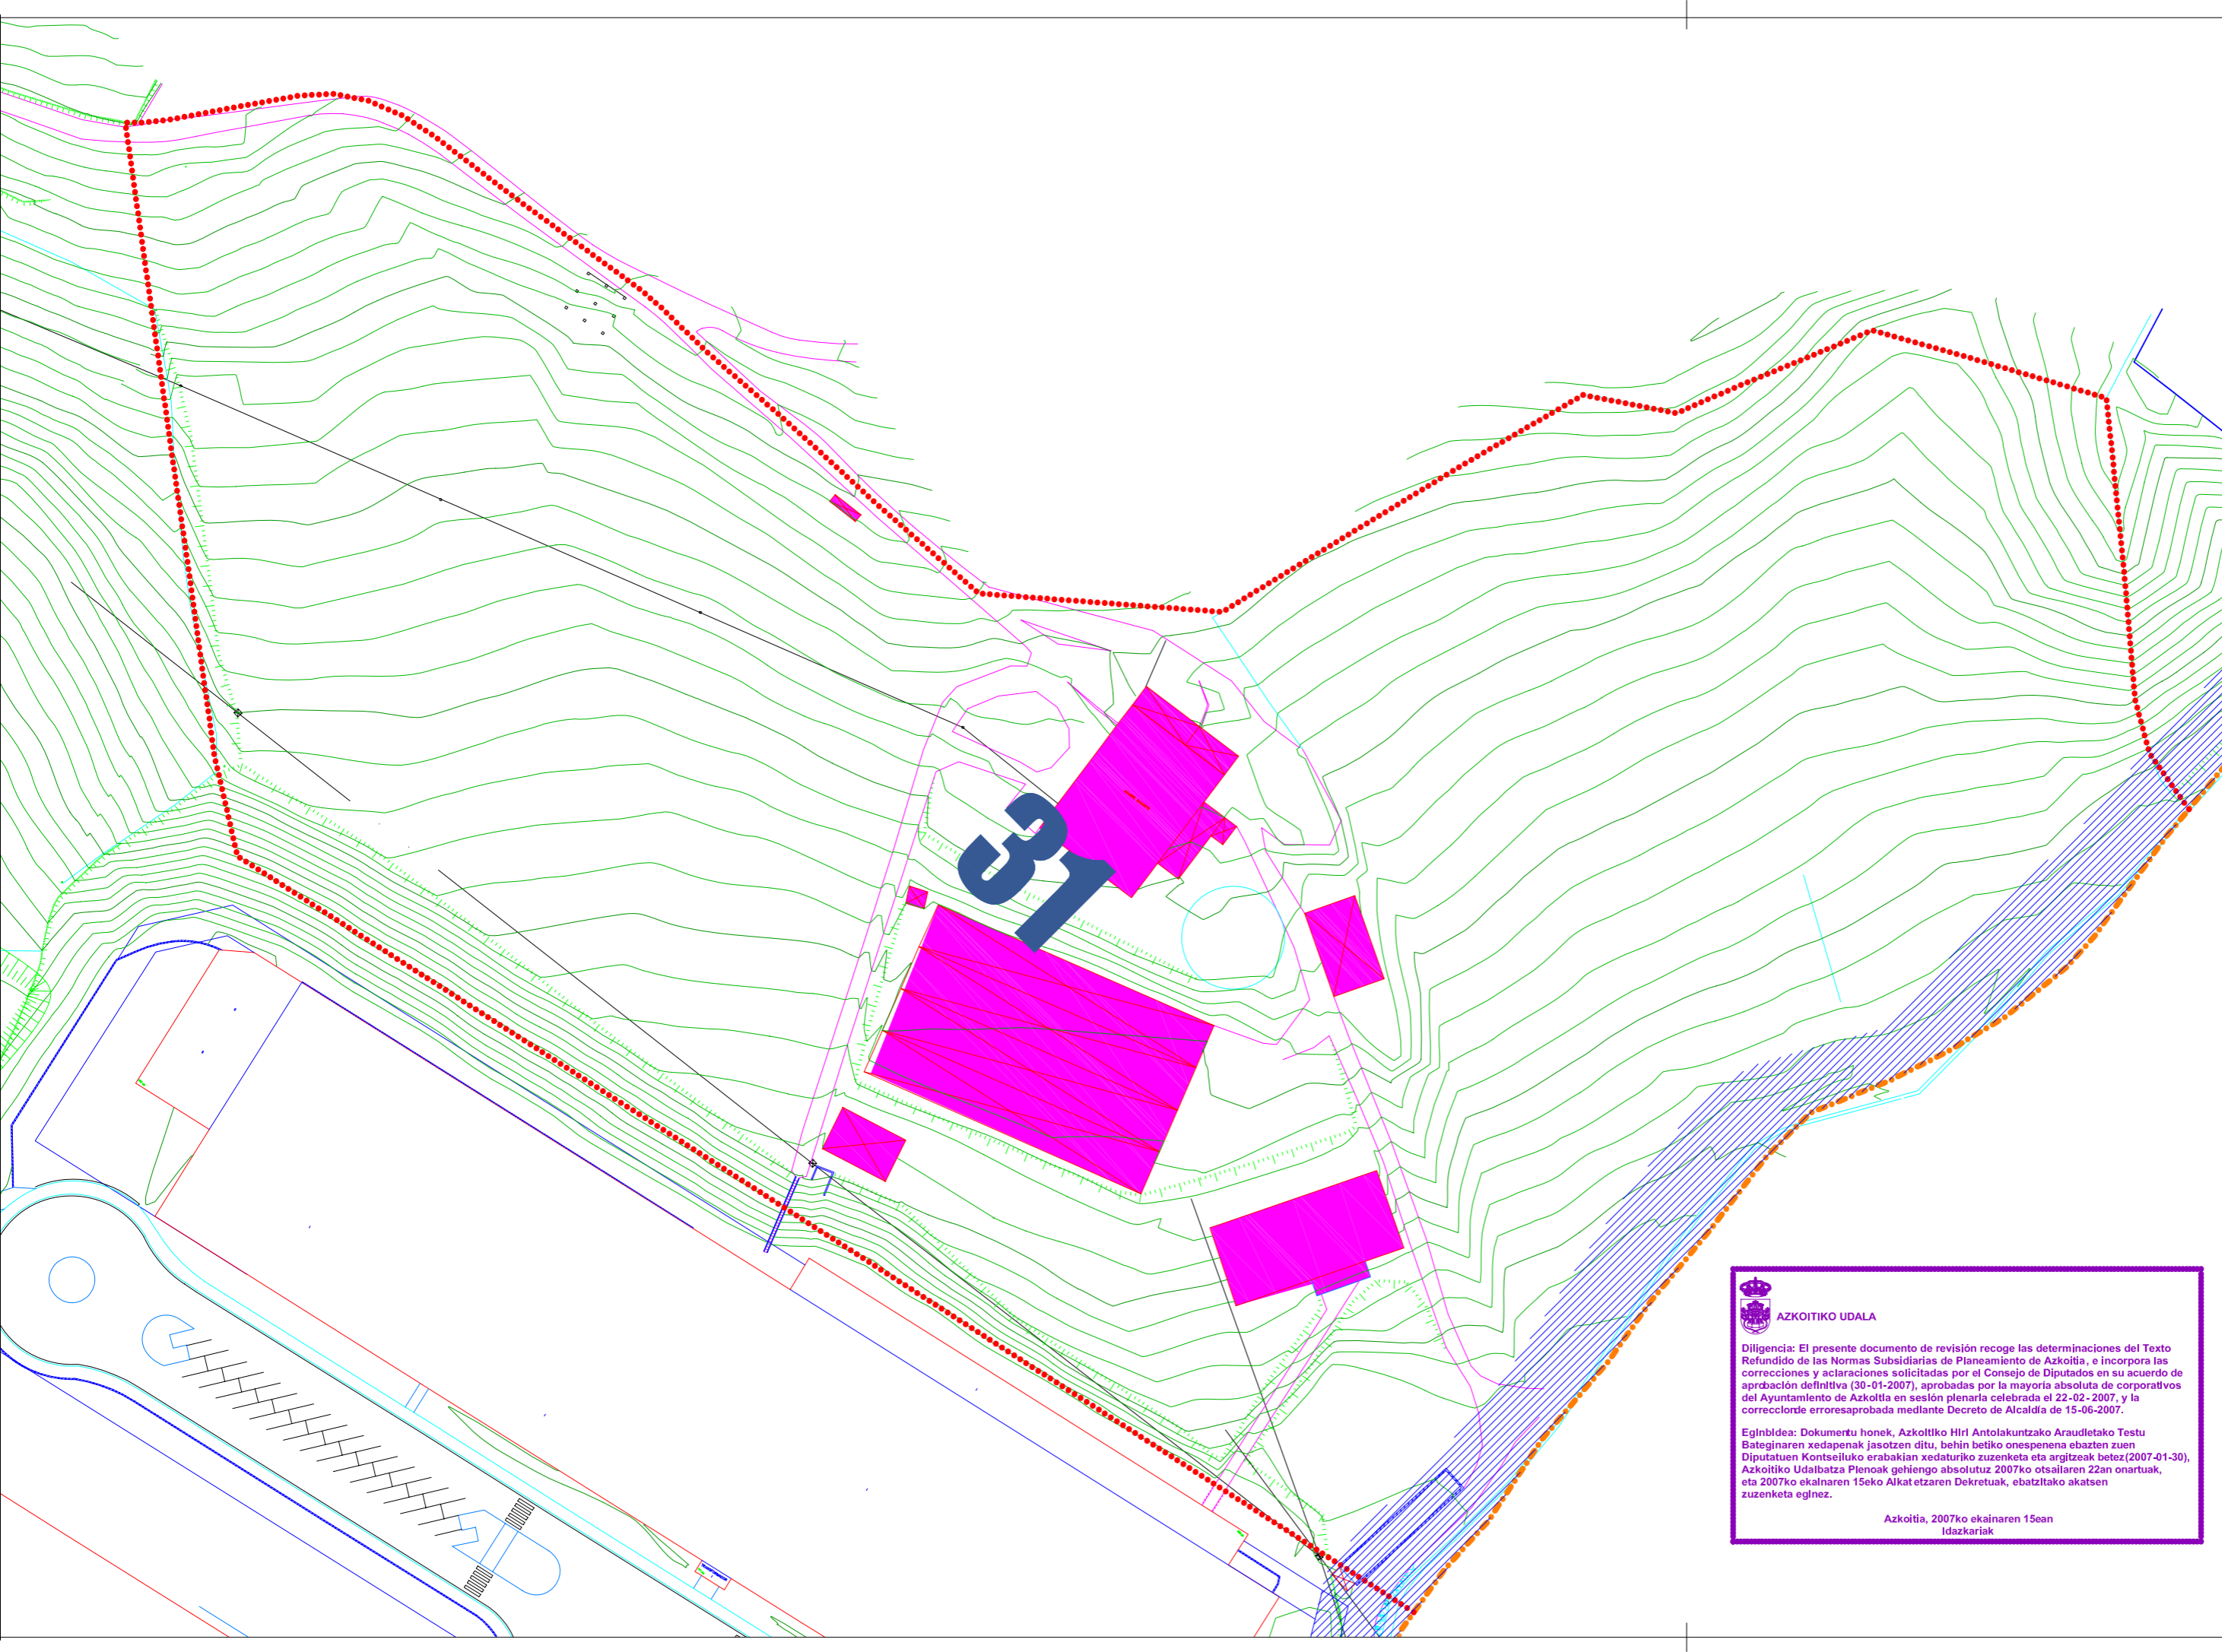 31
AZKOITIKO UDALA
Diligencia: El presente documento de revisión recoge las determinaciones del Texto
Refundido de las Normas Subsidiarias de Planeamiento de Azkoitia, e incorpora las
correcciones y aclaraciones solicitadas por el Consejo de Diputados en su acuerdo de
aprobación definitiva (30-01-2007), aprobadas por la mayoría absoluta de corporativos
del Ayuntamiento de Azkoitia en sesión plenaria celebrada el 22-02-2007, y la
correccionde erroresaprobada mediante Decreto de Alcaldía de 15-06-2007.
Eginbidea: Dokumentu honek, Azkoitiko Hiri Antolakuntzako Araudietako Testu
Bateginaren xedapenak jasotzen ditu, behin betiko onespenena ebazten zuen
Diputatuen Kontseiluko erabakian xedaturiko zuzenketa eta argitzeak betez(2007-01-30),
Azkoitiko Udalbatza Plenoak gehiengo absolutuz 2007ko otsailaren 22an onartuak,
eta 2007ko ekainaren 15eko Alkatetzaren Dekretuak, ebatzitako akatsen
zuzenketa eginez.
Azkoitia, 2007ko ekainaren 15ean
Idazkariak